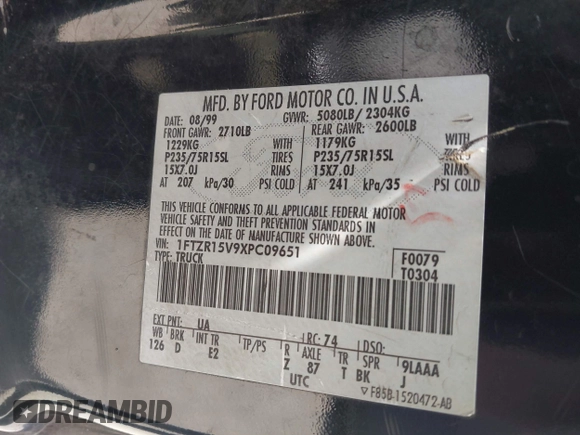 MFD. BY FORD MOTOR CO. IN U.S.A.
DATE: 08/99 GVWR: 5080LB/ 2304KG
FRONT GAWR: 2710LB REAR GAWR: 2600LB
1229KG 1179KG
P235/75R15SL TIRES P235/75R15SL TIRES
15X7.0J RIMS 15X7.0J RIMS
AT 207 kPa/30 PSI COLD AT 241 kPa/35 PSI COLD
THIS VEHICLE CONFORMS TO ALL APPLICABLE FEDERAL MOTOR
VEHICLE SAFETY AND THEFT PREVENTION STANDARDS IN
EFFECT ON THE DATE OF MANUFACTURE SHOWN ABOVE.
VIN: 1FTZR15V9XPC09651 F0079
TYPE: TRUCK T0304
EXT PNT: UA RC: 74 DSO:
WB BRK INT TR TP/PS R AXLE TR SPR 9LAAA
126 D E2 Z 87 T BK J
UTC
F85B-1520472-AB
DREAMBID